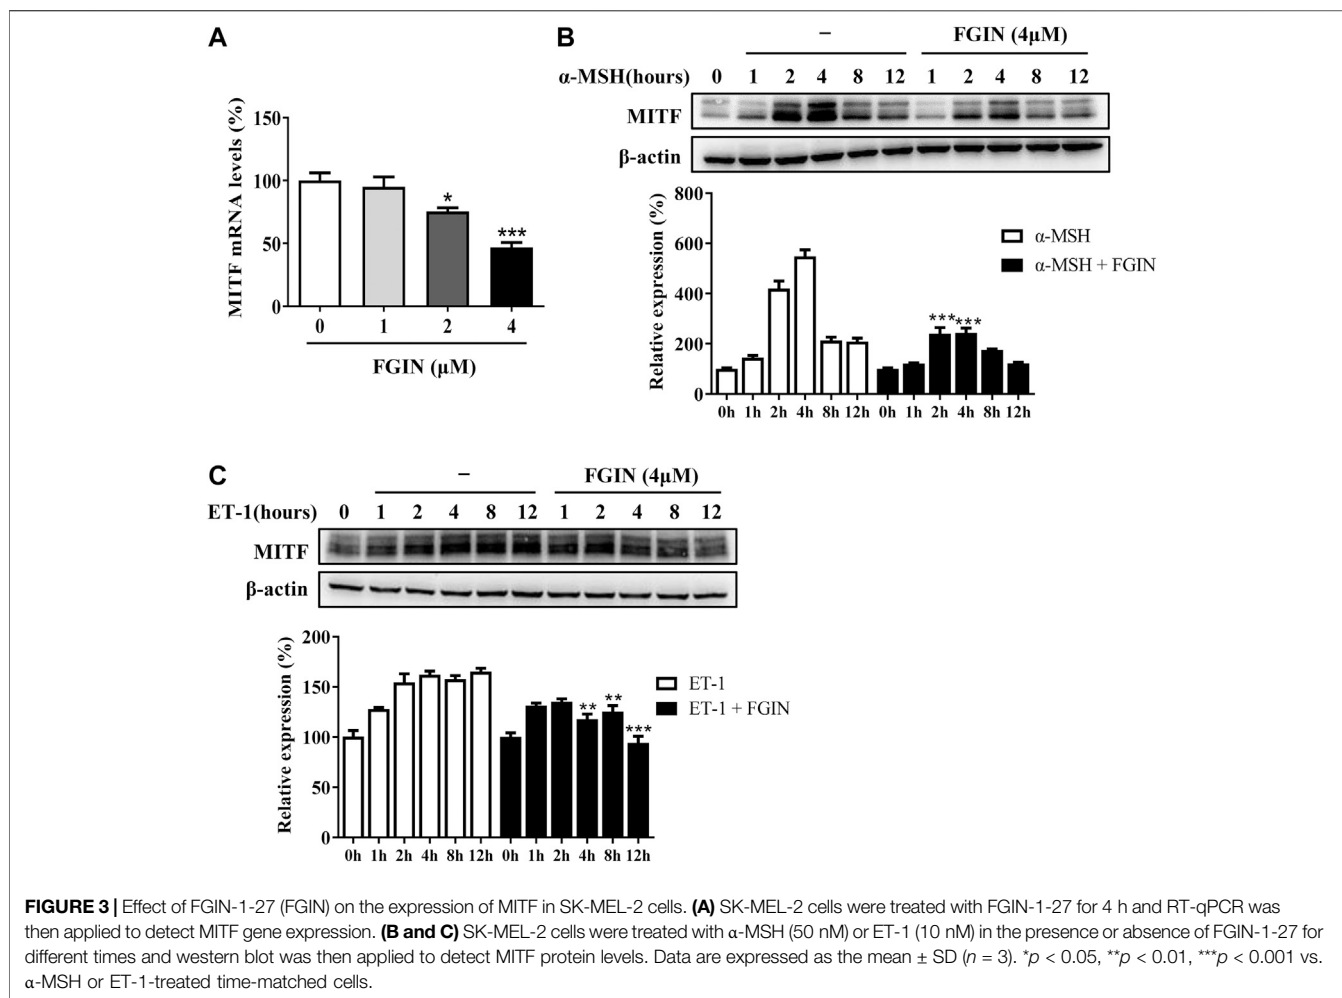 A
MITF mRNA levels (%)
150
100
50
0
*
***
0 1 2 4
FGIN (μM)
B
– FGIN (4μM)
α-MSH(hours) 0 1 2 4 8 12 1 2 4 8 12
MITF
β-actin
Relative expression (%)
800
600
400
200
0
*** ***
0h 1h 2h 4h 8h 12h 0h 1h 2h 4h 8h 12h
α-MSH
α-MSH + FGIN
C
– FGIN (4μM)
ET-1(hours) 0 1 2 4 8 12 1 2 4 8 12
MITF
β-actin
Relative expression (%)
200
150
100
50
0
** ** ***
0h 1h 2h 4h 8h 12h 0h 1h 2h 4h 8h 12h
ET-1
ET-1 + FGIN
FIGURE 3 | Effect of FGIN-1-27 (FGIN) on the expression of MITF in SK-MEL-2 cells. (A) SK-MEL-2 cells were treated with FGIN-1-27 for 4 h and RT-qPCR was
then applied to detect MITF gene expression. (B and C) SK-MEL-2 cells were treated with α-MSH (50 nM) or ET-1 (10 nM) in the presence or absence of FGIN-1-27 for
different times and western blot was then applied to detect MITF protein levels. Data are expressed as the mean ± SD (n = 3). *p < 0.05, **p < 0.01, ***p < 0.001 vs.
α-MSH or ET-1-treated time-matched cells.